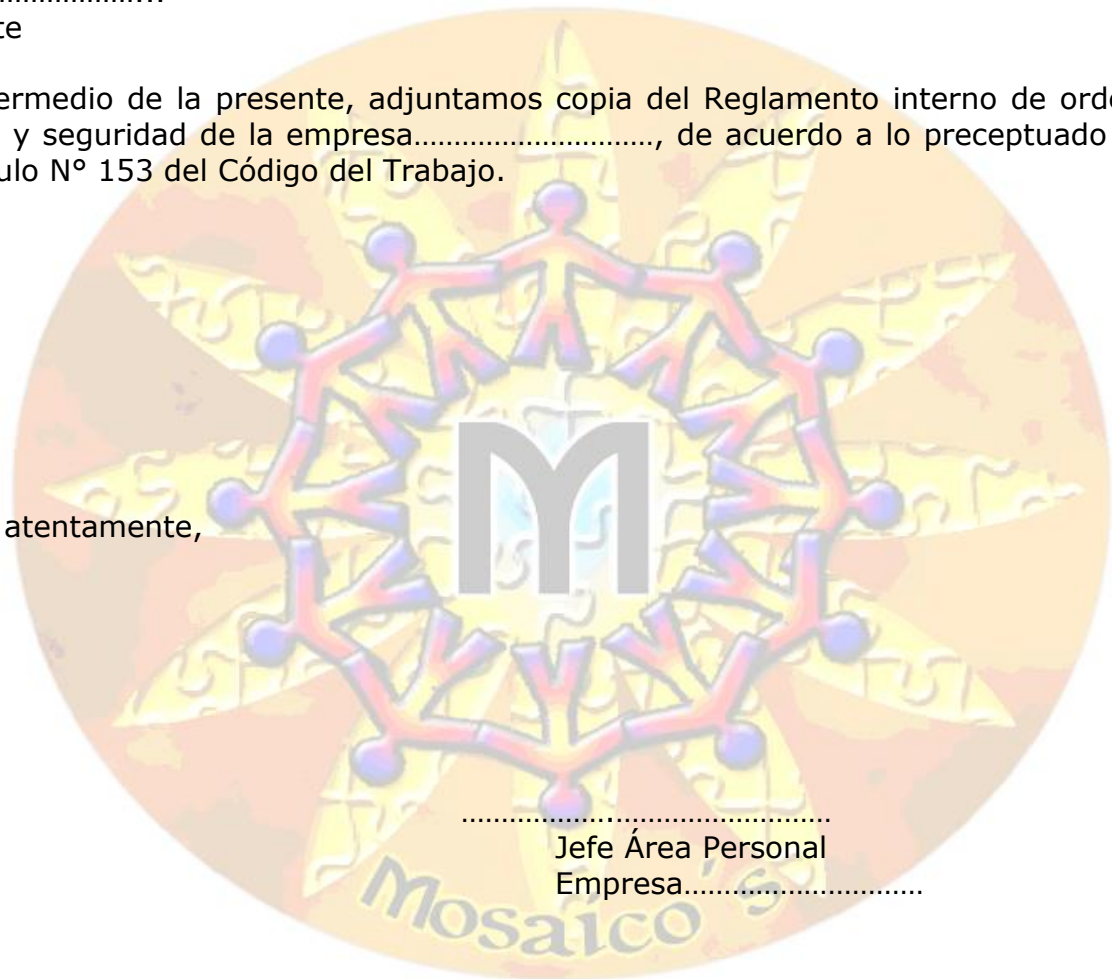 ………………...
te
ermedio de la presente, adjuntamos copia del Reglamento interno de orde
y seguridad de la empresa…………………………, de acuerdo a lo preceptuado
ulo N° 153 del Código del Trabajo.
atentamente,
M
……………….………………………
Jefe Área Personal
Empresa…………………………
Mosaico´s